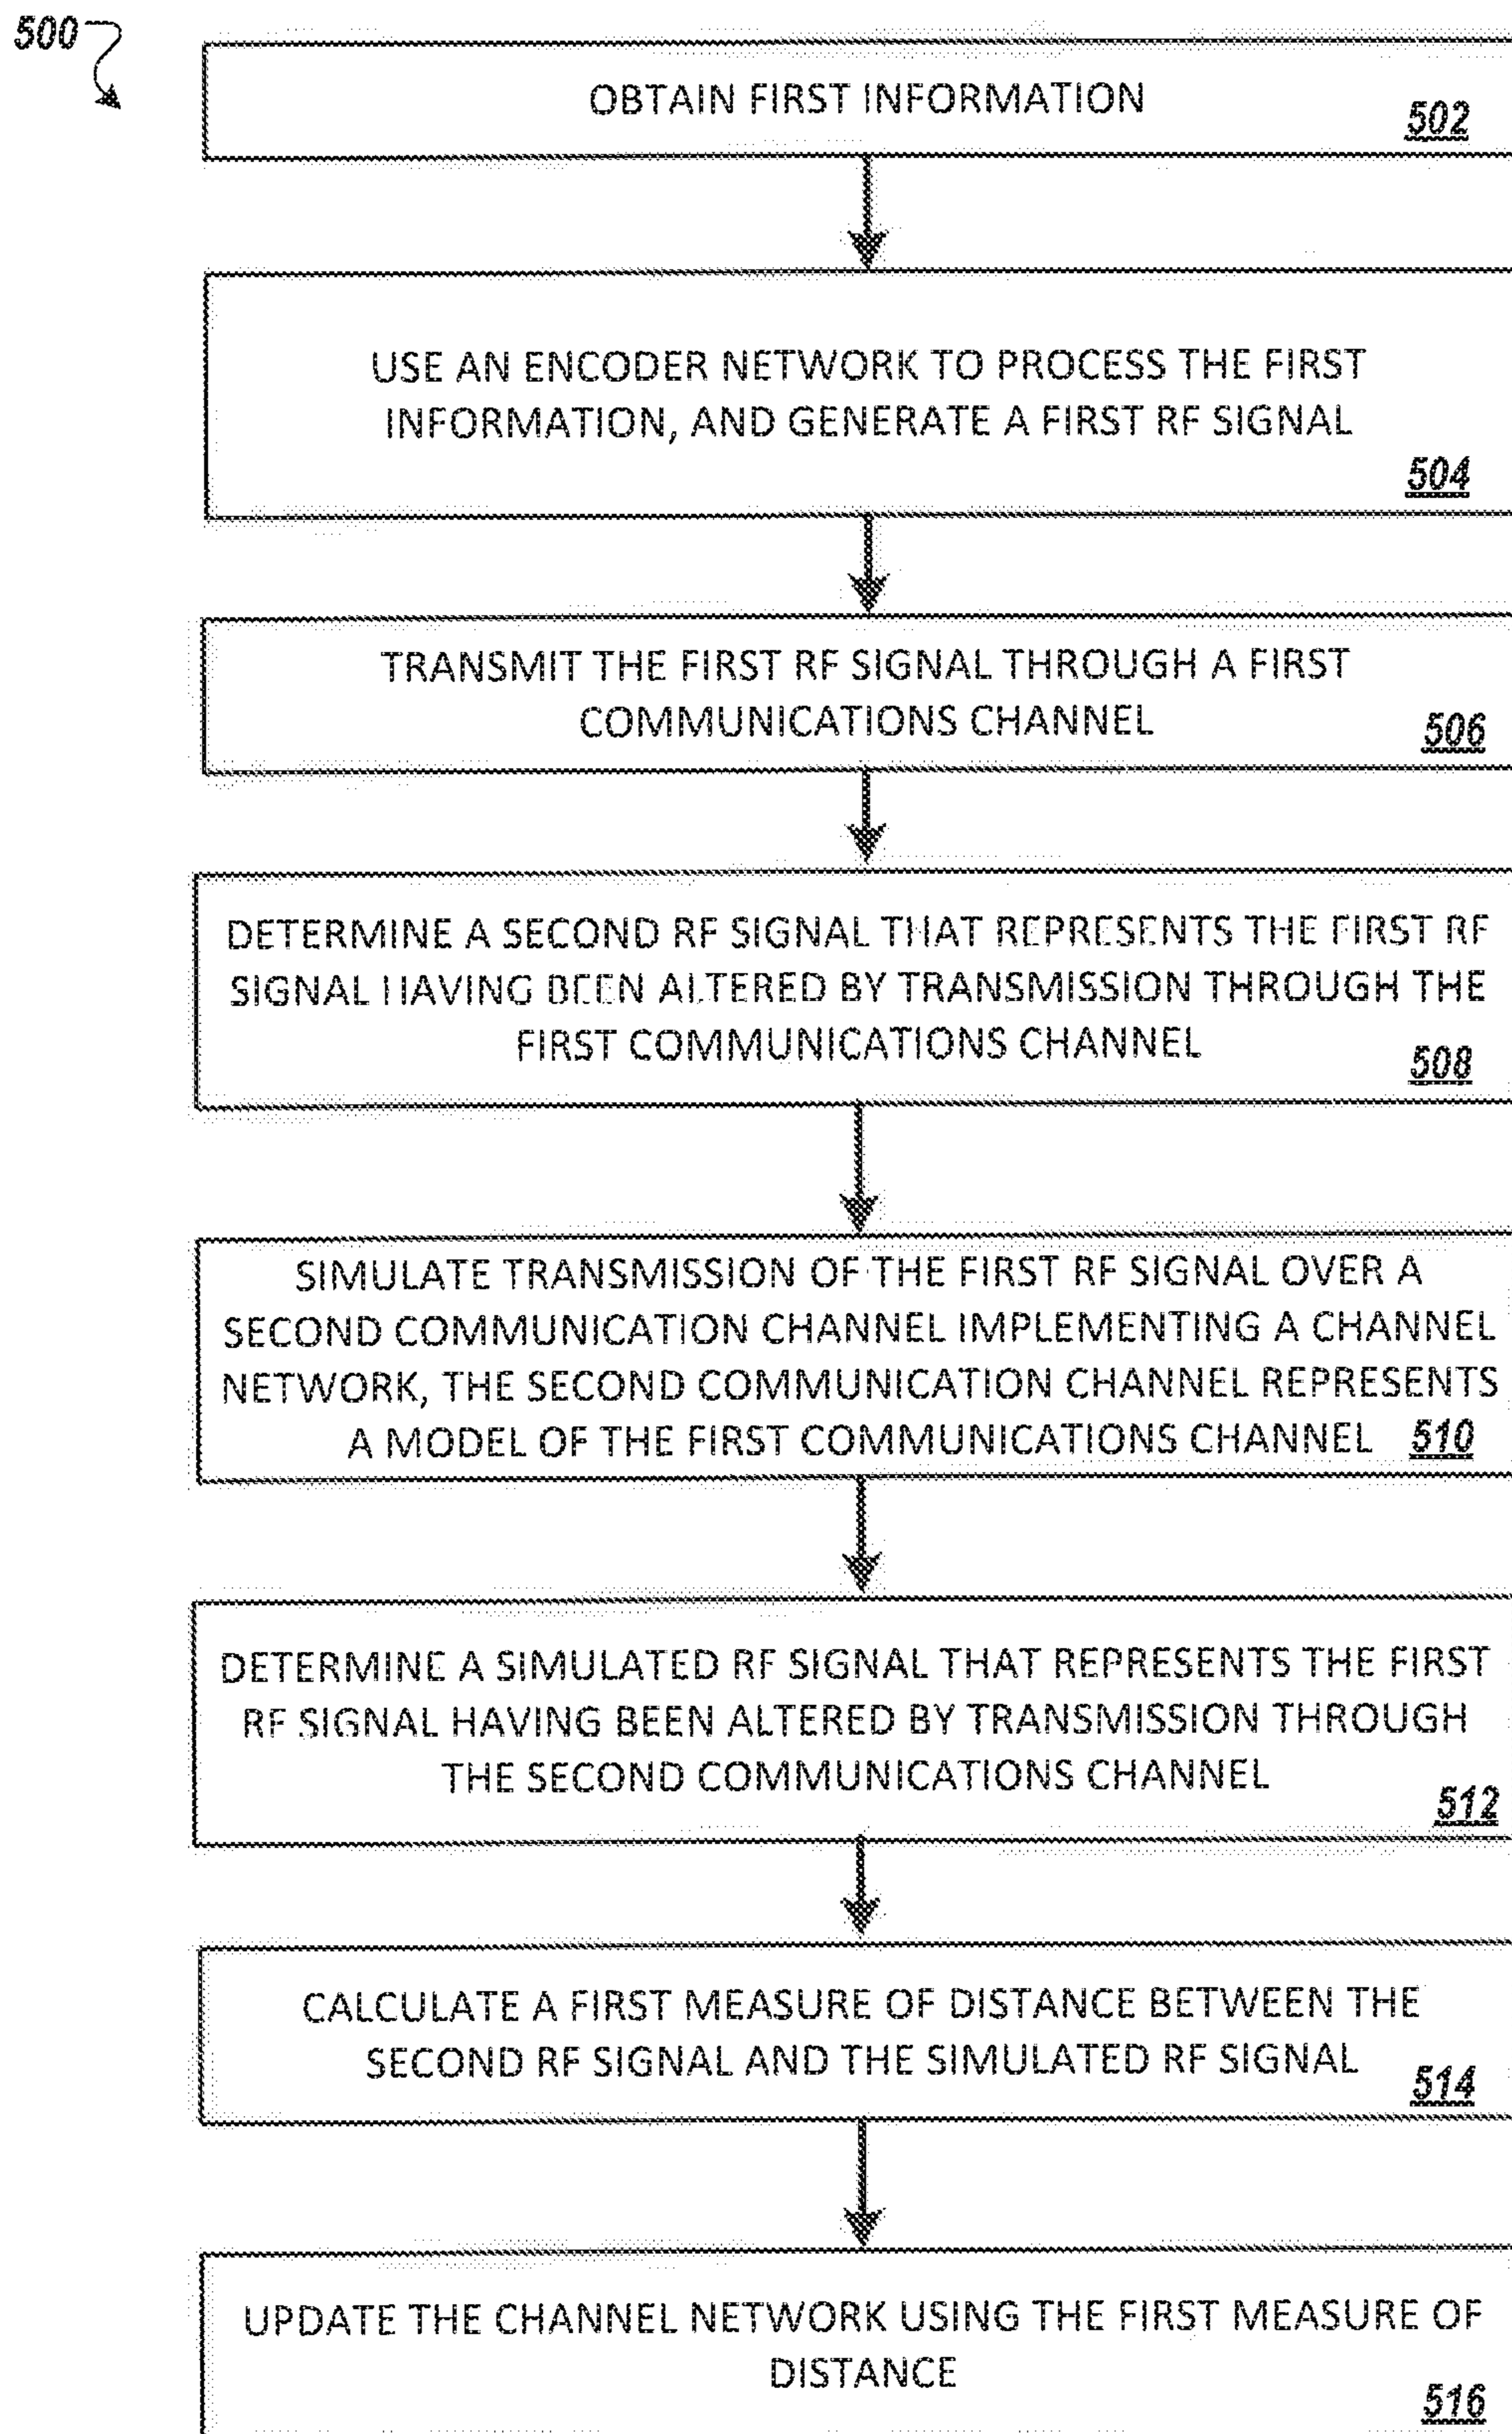 500
OBTAIN FIRST INFORMATION
502
USE AN ENCODER NETWORK TO PROCESS THE FIRST
INFORMATION, AND GENERATE A FIRST RF SIGNAL
504
TRANSMIT THE FIRST RF SIGNAL THROUGH A FIRST
COMMUNICATIONS CHANNEL
506
DETERMINE A SECOND RF SIGNAL THAT REPRESENTS THE FIRST RF
SIGNAL HAVING BEEN ALTERED BY TRANSMISSION THROUGH THE
FIRST COMMUNICATIONS CHANNEL
508
SIMULATE TRANSMISSION OF THE FIRST RF SIGNAL OVER A
SECOND COMMUNICATION CHANNEL IMPLEMENTING A CHANNEL
NETWORK, THE SECOND COMMUNICATION CHANNEL REPRESENTS
A MODEL OF THE FIRST COMMUNICATIONS CHANNEL 510
DETERMINE A SIMULATED RF SIGNAL THAT REPRESENTS THE FIRST
RF SIGNAL HAVING BEEN ALTERED BY TRANSMISSION THROUGH
THE SECOND COMMUNICATIONS CHANNEL
512
CALCULATE A FIRST MEASURE OF DISTANCE BETWEEN THE
SECOND RF SIGNAL AND THE SIMULATED RF SIGNAL
514
UPDATE THE CHANNEL NETWORK USING THE FIRST MEASURE OF
DISTANCE
516